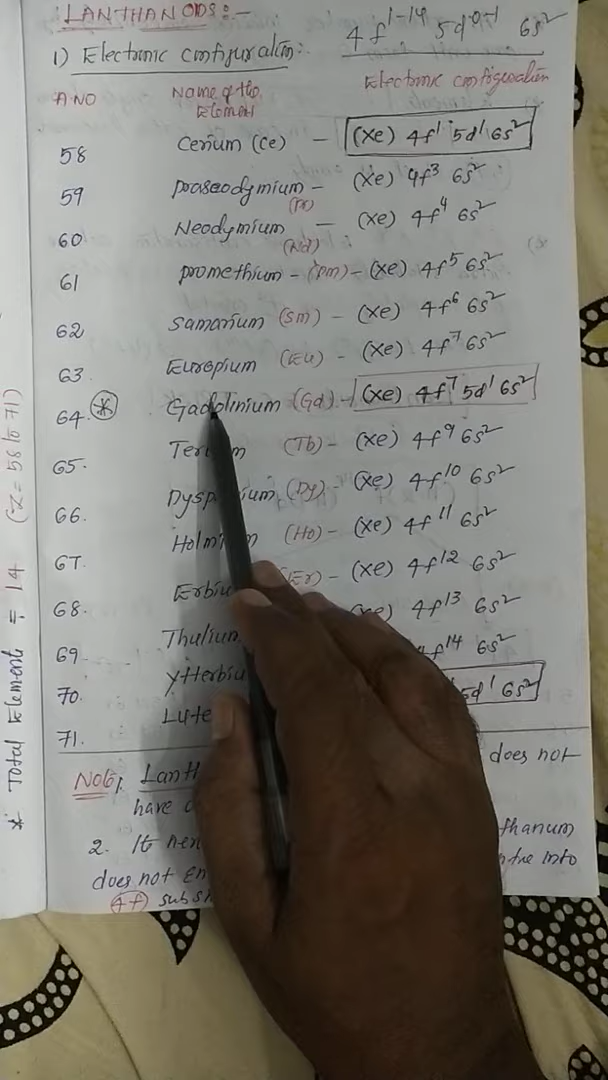 LANTHANODS:-
4f¹⁻¹⁴ 5d⁰⁻¹ 6s²
1) Electronic configuration:-
A.NO Name of the Element Electronic configuration
58 Cerium (Ce) - (Xe) 4f¹ 5d¹ 6s²
59 praseodymium - (Pr) (Xe) 4f³ 6s²
60 Neodymium (Nd) - (Xe) 4f⁴ 6s²
61 promethium - (Pm) - (Xe) 4f⁵ 6s²
62 Samarium (Sm) - (Xe) 4f⁶ 6s²
63 Europium (Eu) - (Xe) 4f⁷ 6s²
64 * Gadolinium (Gd) - (Xe) 4f⁷ 5d¹ 6s²
65. (Tb) - (Xe) 4f⁹ 6s²
66. (Dy) - (Xe) 4f¹⁰ 6s²
67 (Ho) - (Xe) 4f¹¹ 6s²
68. (Er) - (Xe) 4f¹² 6s²
69 Thulium 4f¹³ 6s²
70. 4f¹⁴ 6s²
71. 5d¹ 6s²
Note1. does not
have
2. It
does not
(4f)
* Total Element = 14 (Z = 58 to 71)